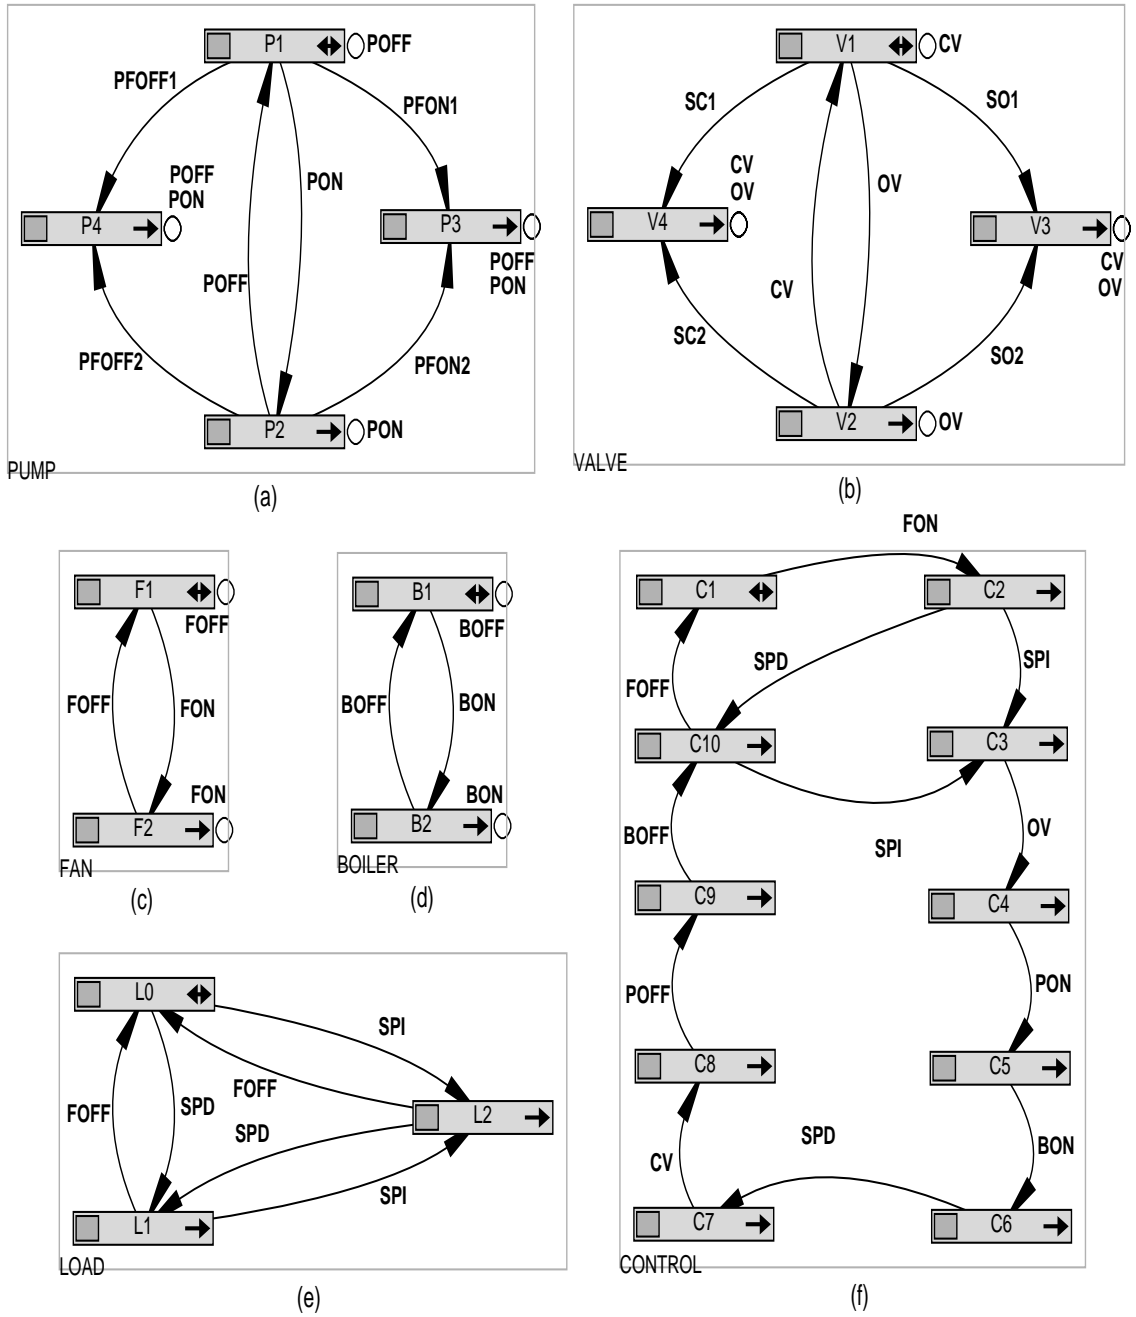 P1
POFF
PFOFF1
PFON1
POFF
PON
PON
P4
P3
POFF
PON
POFF
PFOFF2
PFON2
P2
PON
PUMP
(a)
V1
CV
SC1
SO1
CV
OV
OV
V4
V3
CV
OV
CV
SC2
SO2
V2
OV
VALVE
(b)
F1
FOFF
FOFF
FON
FON
F2
FAN
(c)
B1
BOFF
BOFF
BON
BON
B2
BOILER
(d)
L0
SPI
FOFF
FOFF
SPD
L2
SPD
SPI
L1
LOAD
(e)
FON
C1
C2
SPD
SPI
FOFF
C10
C3
BOFF
SPI
OV
C9
C4
POFF
PON
C8
C5
SPD
CV
BON
C7
C6
CONTROL
(f)